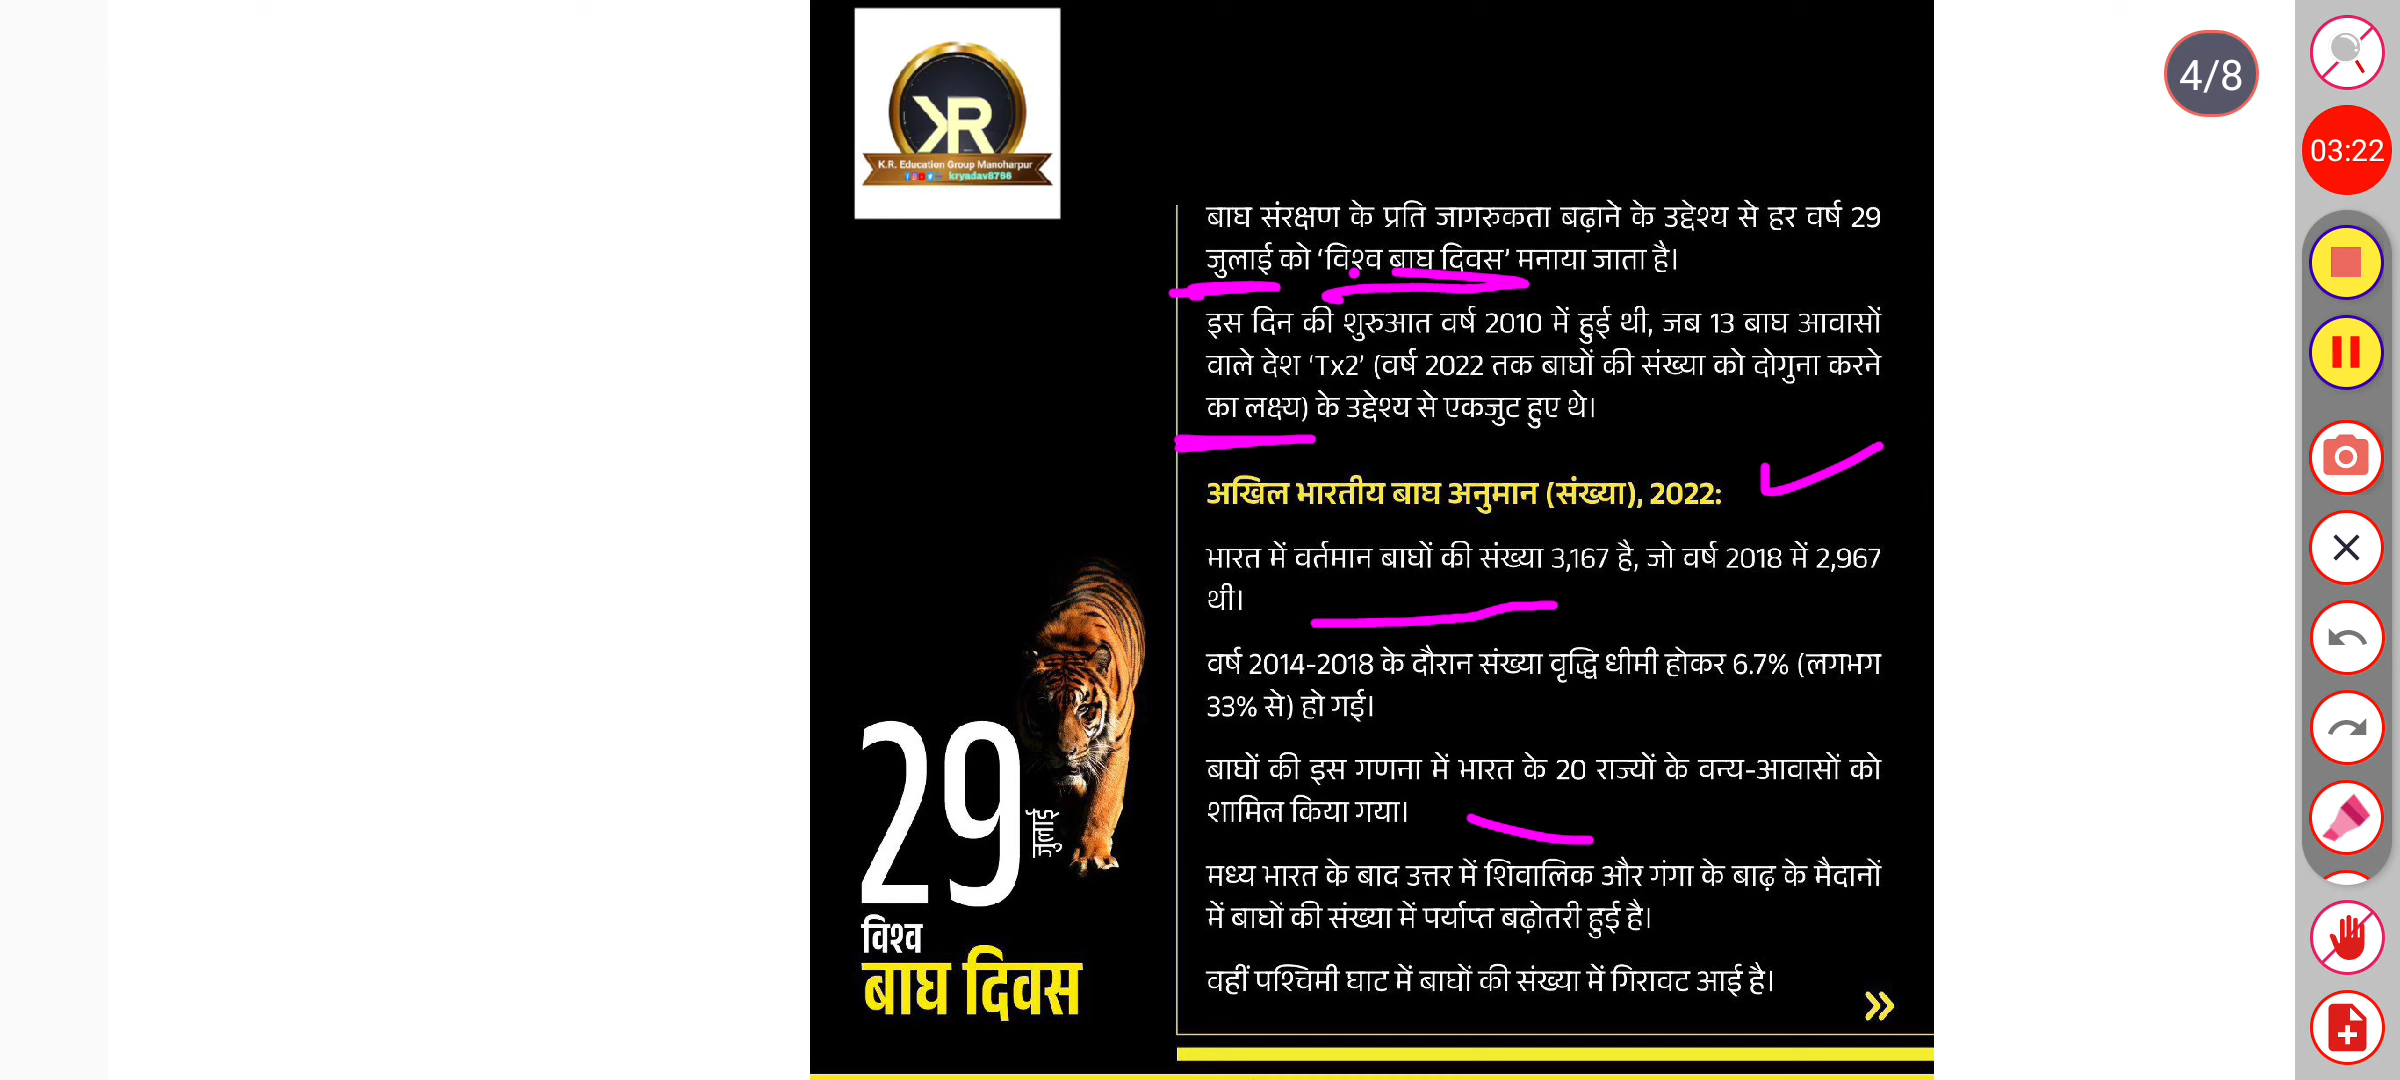 KR
K.R. Education Group Manoharpur
kryadav8786
4/8
03:22
बाघ संरक्षण के प्रति जागरुकता बढ़ाने के उद्देश्य से हर वर्ष 29
जुलाई को ‘विश्व बाघ दिवस’ मनाया जाता है।
इस दिन की शुरुआत वर्ष 2010 में हुई थी, जब 13 बाघ आवासों
वाले देश ‘Tx2’ (वर्ष 2022 तक बाघों की संख्या को दोगुना करने
का लक्ष्य) के उद्देश्य से एकजुट हुए थे।
अखिल भारतीय बाघ अनुमान (संख्या), 2022:
भारत में वर्तमान बाघों की संख्या 3,167 है, जो वर्ष 2018 में 2,967
थी।
वर्ष 2014-2018 के दौरान संख्या वृद्धि धीमी होकर 6.7% (लगभग
33% से) हो गई।
बाघों की इस गणना में भारत के 20 राज्यों के वन्य-आवासों को
शामिल किया गया।
मध्य भारत के बाद उत्तर में शिवालिक और गंगा के बाढ़ के मैदानों
में बाघों की संख्या में पर्याप्त बढ़ोतरी हुई है।
वहीं पश्चिमी घाट में बाघों की संख्या में गिरावट आई है।
29
जुलाई
विश्व
बाघ दिवस